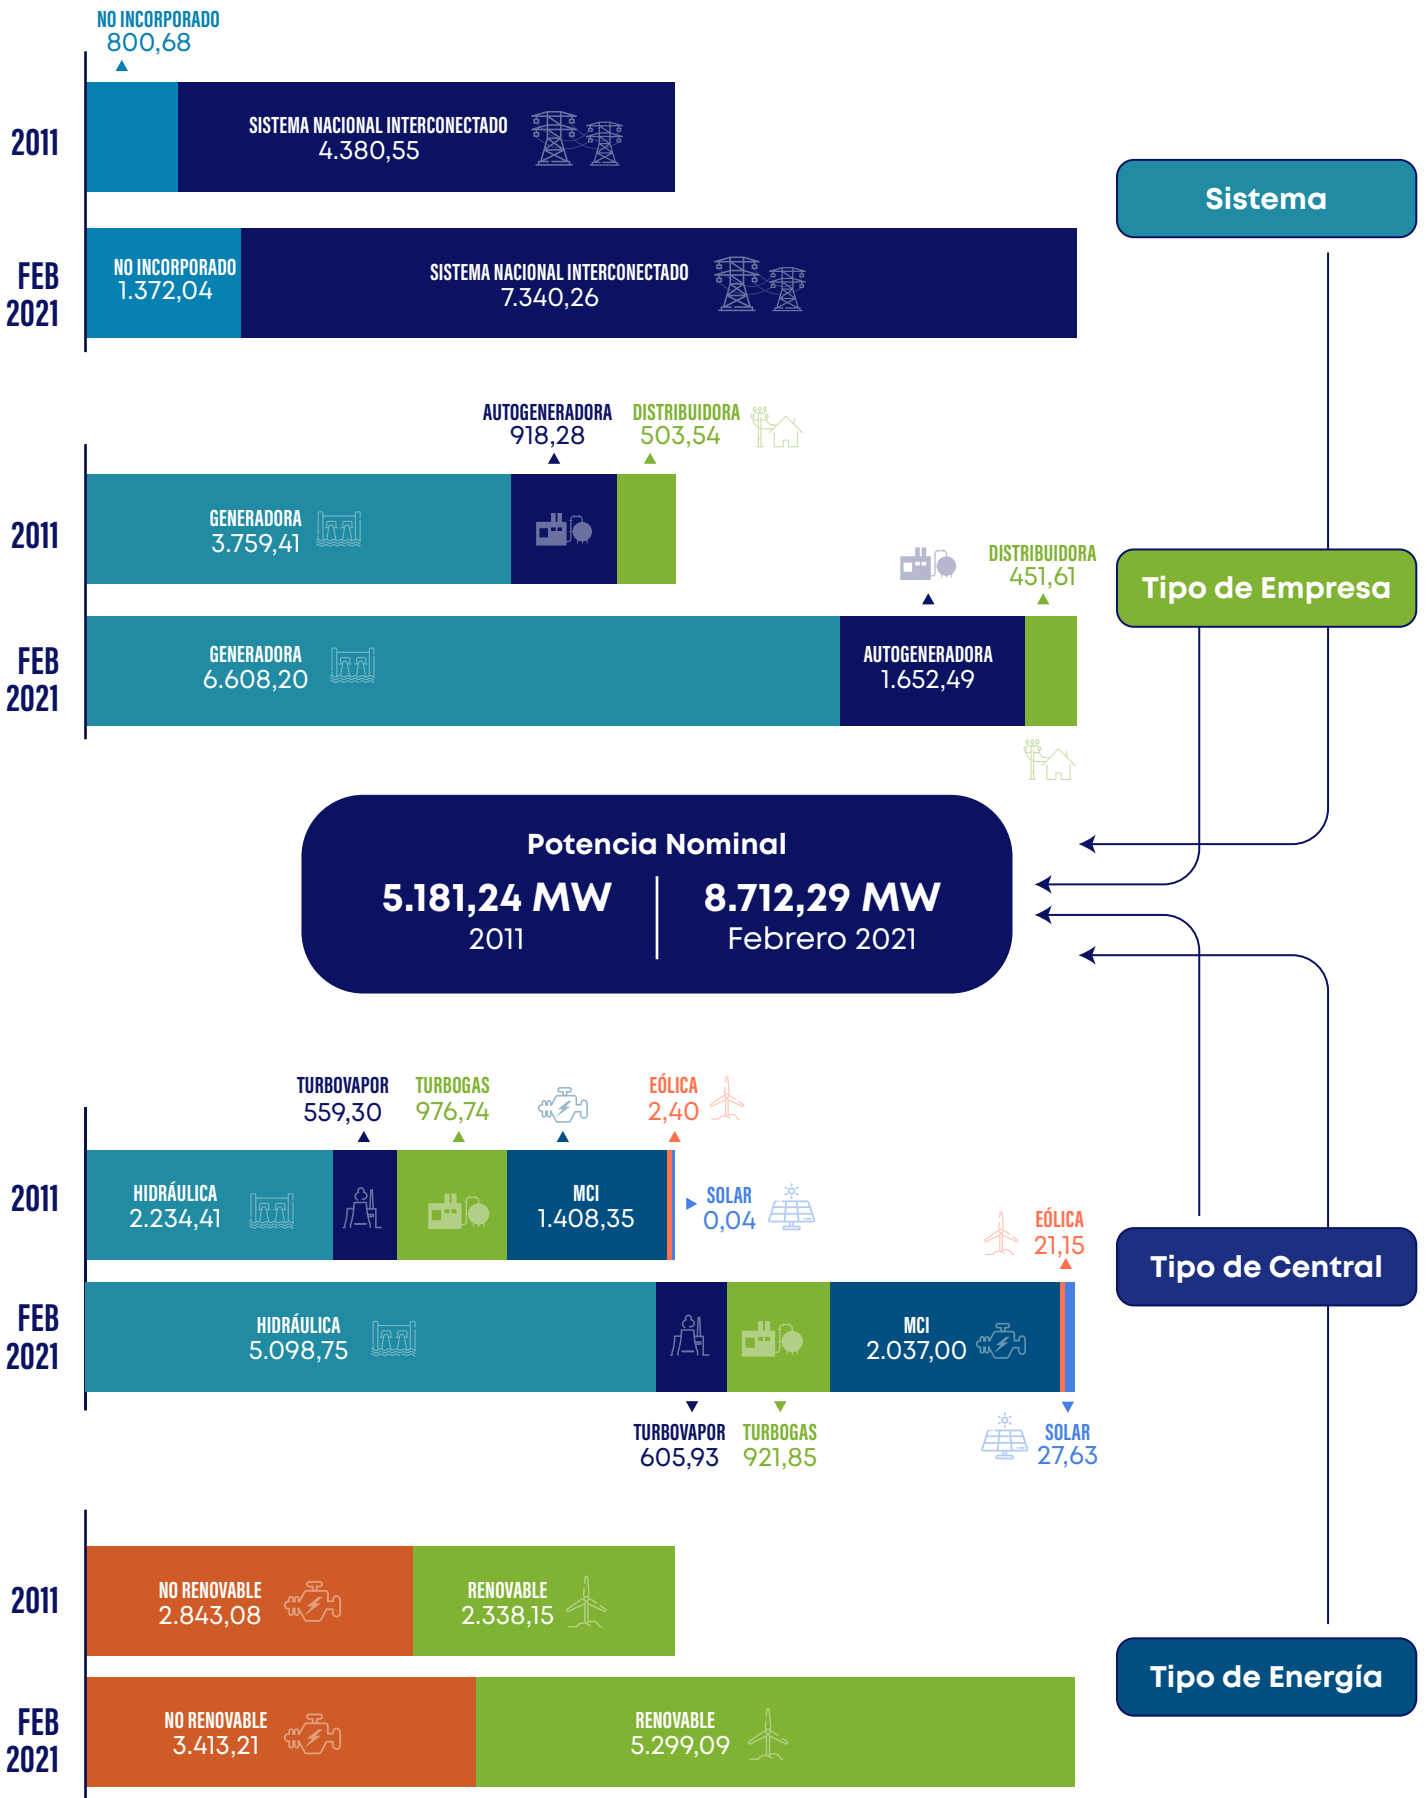 NO INCORPORADO
800,68
2011
SISTEMA NACIONAL INTERCONECTADO
4.380,55
FEB
2021
NO INCORPORADO
1.372,04
SISTEMA NACIONAL INTERCONECTADO
7.340,26
Sistema
AUTOGENERADORA
918,28
DISTRIBUIDORA
503,54
2011
GENERADORA
3.759,41
DISTRIBUIDORA
451,61
FEB
2021
GENERADORA
6.608,20
AUTOGENERADORA
1.652,49
Tipo de Empresa
Potencia Nominal
5.181,24 MW
2011
8.712,29 MW
Febrero 2021
TURBOVAPOR
559,30
TURBOGAS
976,74
EÓLICA
2,40
2011
HIDRÁULICA
2.234,41
MCI
1.408,35
SOLAR
0,04
EÓLICA
21,15
FEB
2021
HIDRÁULICA
5.098,75
MCI
2.037,00
TURBOVAPOR
605,93
TURBOGAS
921,85
SOLAR
27,63
Tipo de Central
2011
NO RENOVABLE
2.843,08
RENOVABLE
2.338,15
FEB
2021
NO RENOVABLE
3.413,21
RENOVABLE
5.299,09
Tipo de Energía